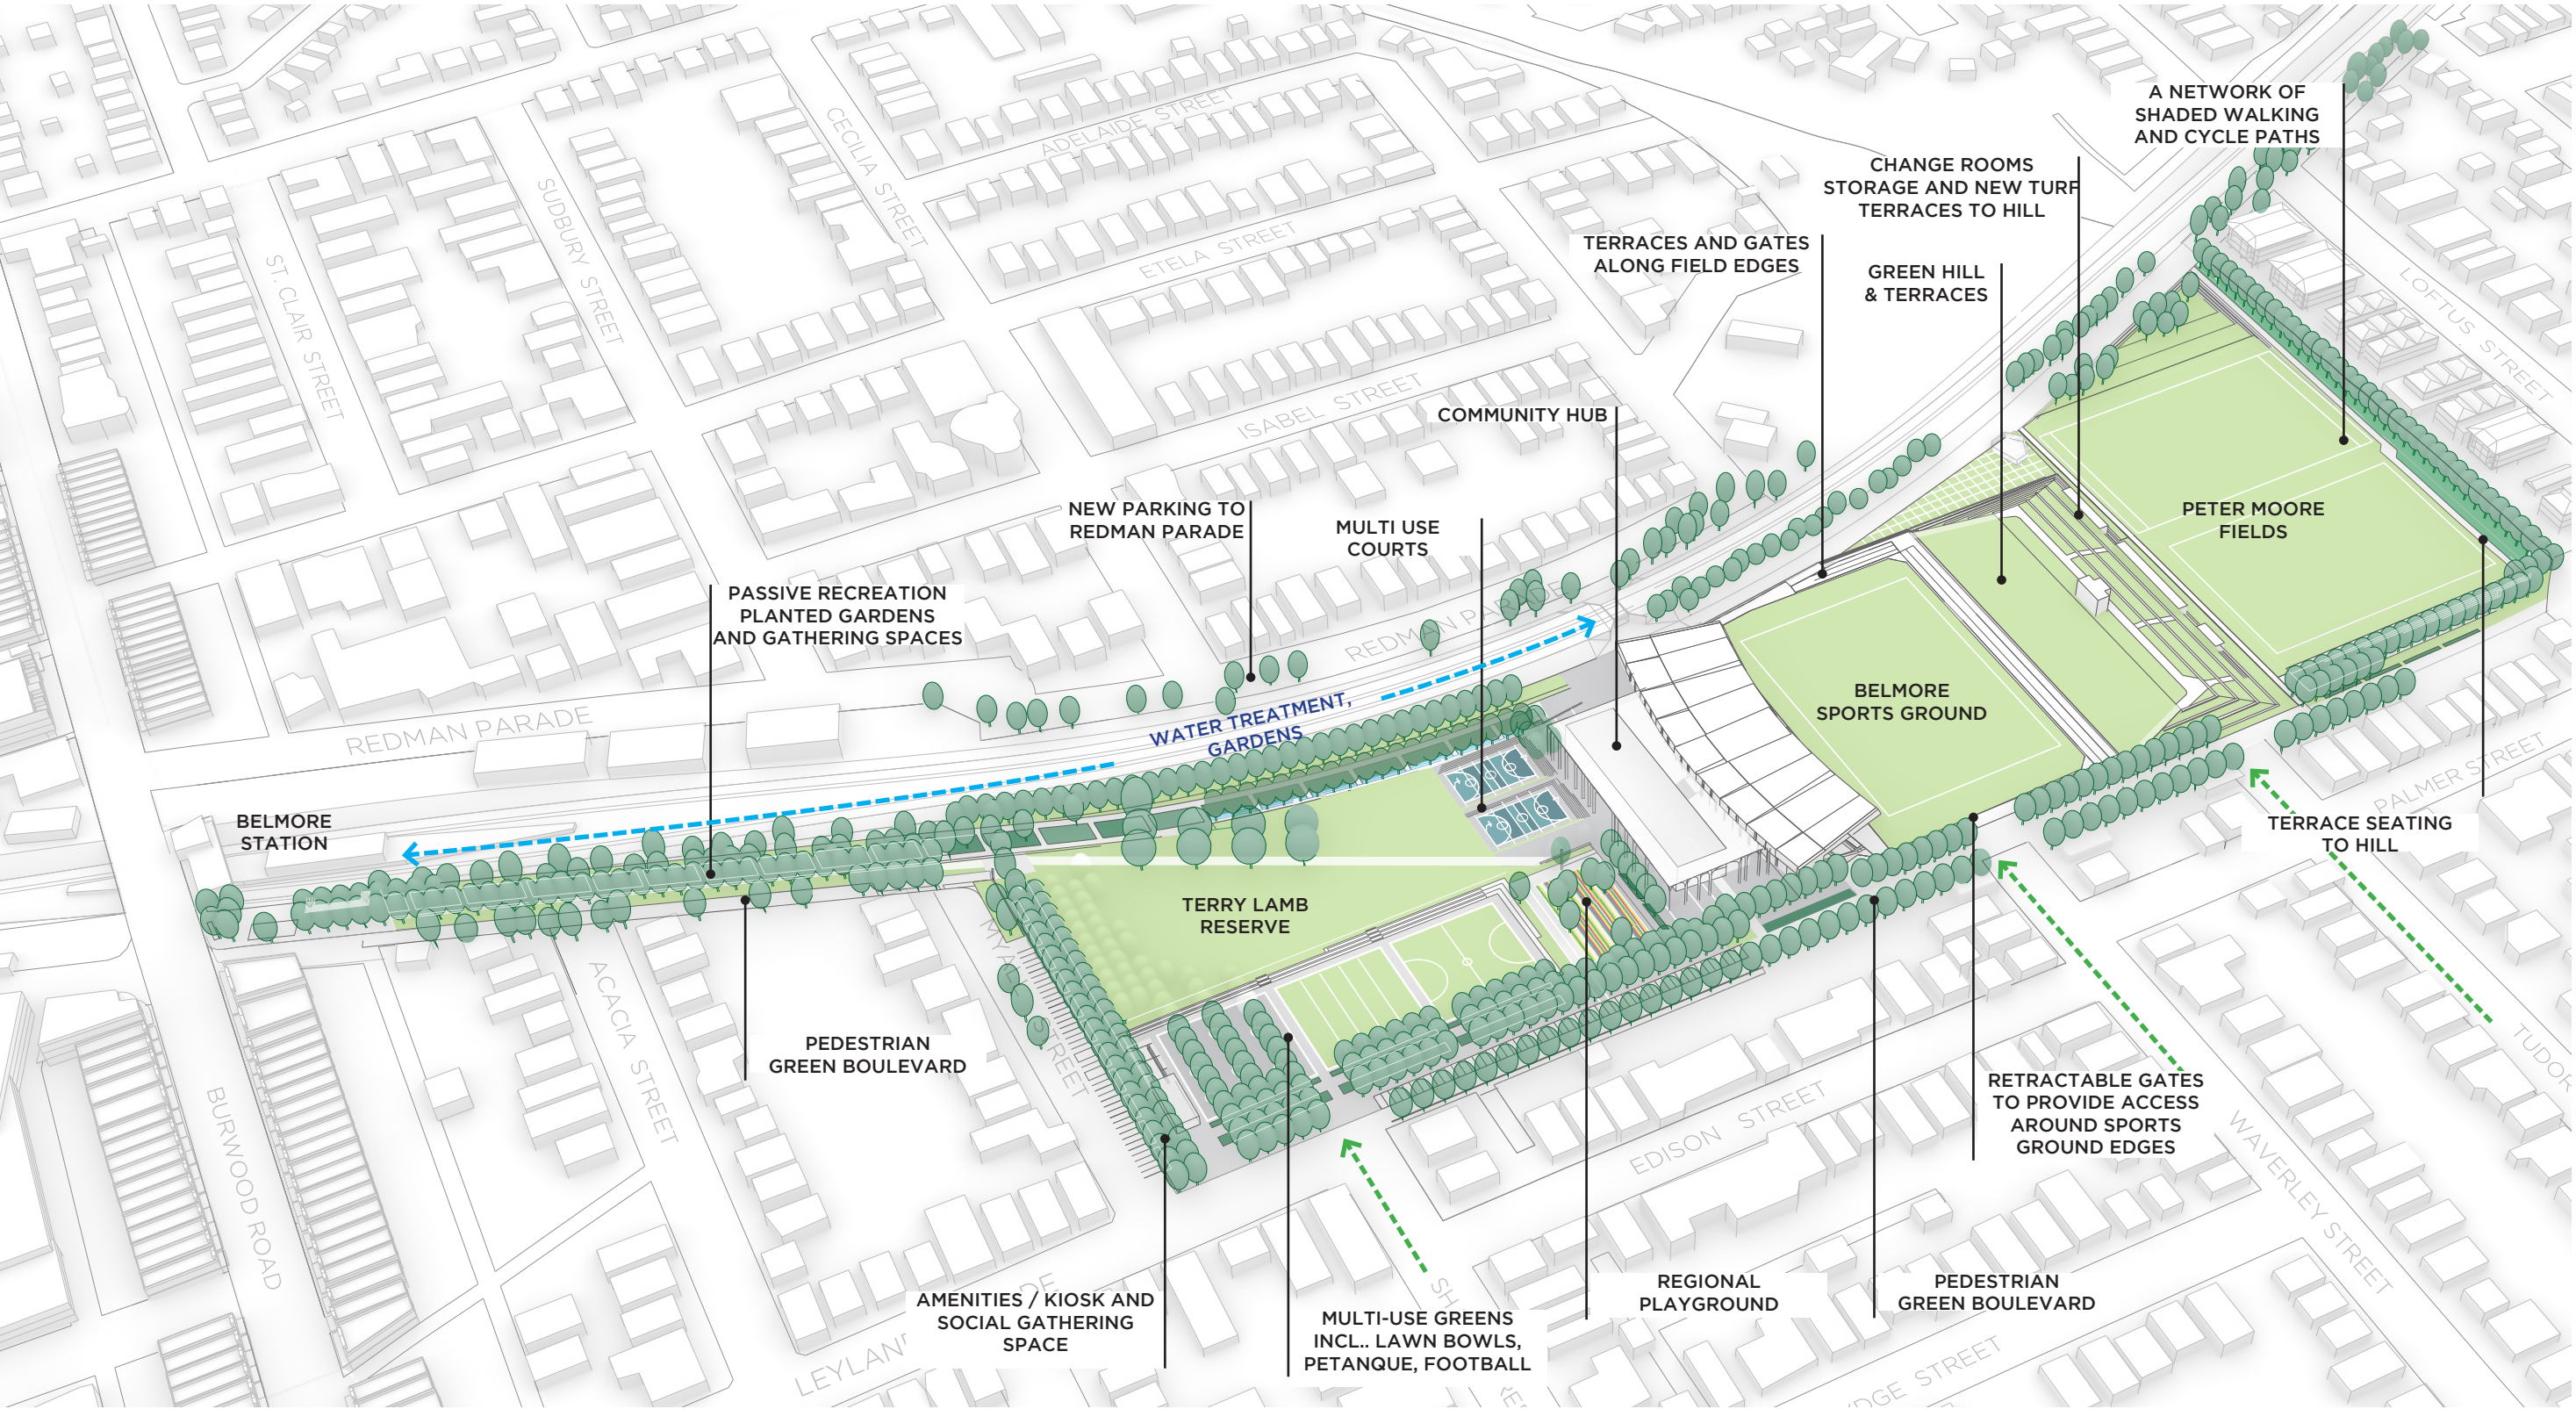 A NETWORK OF
SHADED WALKING
AND CYCLE PATHS
CHANGE ROOMS
STORAGE AND NEW TURF
TERRACES TO HILL
TERRACES AND GATES
ALONG FIELD EDGES
GREEN HILL
& TERRACES
CECILIA STREET
ADELAIDE STREET
SUDBURY STREET
ST. CLAIR STREET
ETELA STREET
LOFTUS STREET
ISABEL STREET
COMMUNITY HUB
NEW PARKING TO
REDMAN PARADE
MULTI USE
COURTS
PETER MOORE
FIELDS
PASSIVE RECREATION
PLANTED GARDENS
AND GATHERING SPACES
REDMAN PARADE
REDMAN PARADE
WATER TREATMENT,
GARDENS
BELMORE
SPORTS GROUND
BELMORE
STATION
PALMER STREET
TERRACE SEATING
TO HILL
TERRY LAMB
RESERVE
ACACIA STREET
STREET
PEDESTRIAN
GREEN BOULEVARD
BURWOOD ROAD
EDISON STREET
RETRACTABLE GATES
TO PROVIDE ACCESS
AROUND SPORTS
GROUND EDGES
TUDOR
WAVERLEY STREET
AMENITIES / KIOSK AND
SOCIAL GATHERING
SPACE
MULTI-USE GREENS
INCL.. LAWN BOWLS,
PETANQUE, FOOTBALL
REGIONAL
PLAYGROUND
PEDESTRIAN
GREEN BOULEVARD
STREET